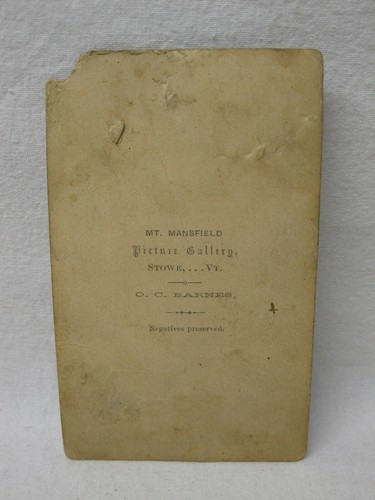 MT. MANSFIELD
Picture Gallery,
STOWE,...VT.
O. C. BARNES,
Negatives preserved.